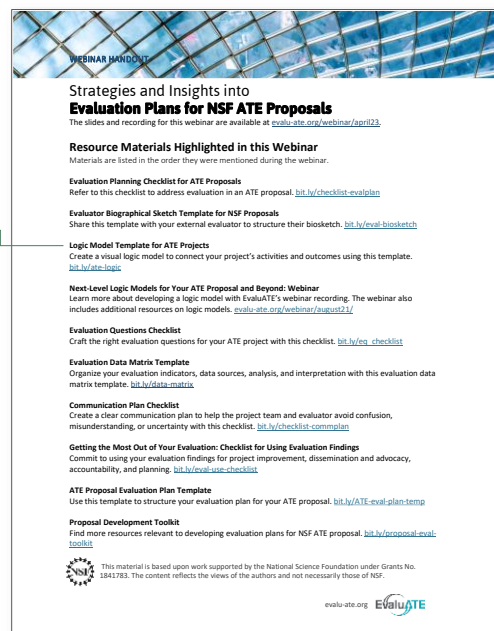 WEBINAR HANDOUT
Strategies and Insights into
Evaluation Plans for NSF ATE Proposals
The slides and recording for this webinar are available at evalu-ate.org/webinar/april23.
Resource Materials Highlighted in this Webinar
Materials are listed in the order they were mentioned during the webinar.
Evaluation Planning Checklist for ATE Proposals
Refer to this checklist to address evaluation in an ATE proposal. bit.ly/checklist-evalplan
Evaluator Biographical Sketch Template for NSF Proposals
Share this template with your external evaluator to structure their biosketch. bit.ly/eval-biosketch
Logic Model Template for ATE Projects
Create a visual logic model to connect your project's activities and outcomes using this template.
bit.ly/ate-logic
Next-Level Logic Models for Your ATE Proposal and Beyond: Webinar
Learn more about developing a logic model with EvaluATE's webinar recording. The webinar also
includes additional resources on logic models. evalu-ate.org/webinar/august21/
Evaluation Questions Checklist
Craft the right evaluation questions for your ATE project with this checklist. bit.ly/eq_checklist
Evaluation Data Matrix Template
Organize your evaluation indicators, data sources, analysis, and interpretation with this evaluation data
matrix template. bit.ly/data-matrix
Communication Plan Checklist
Create a clear communication plan to help the project team and evaluator avoid confusion,
misunderstanding, or uncertainty with this checklist. bit.ly/checklist-commplan
Getting the Most Out of Your Evaluation: Checklist for Using Evaluation Findings
Commit to using your evaluation findings for project improvement, dissemination and advocacy,
accountability, and planning. bit.ly/eval-use-checklist
ATE Proposal Evaluation Plan Template
Use this template to structure your evaluation plan for your ATE proposal. bit.ly/ATE-eval-plan-temp
Proposal Development Toolkit
Find more resources relevant to developing evaluation plans for NSF ATE proposal. bit.ly/proposal-eval-
toolkit
NSF
This material is based upon work supported by the National Science Foundation under Grants No.
1841783. The content reflects the views of the authors and not necessarily those of NSF.
evalu-ate.org EvaluATE